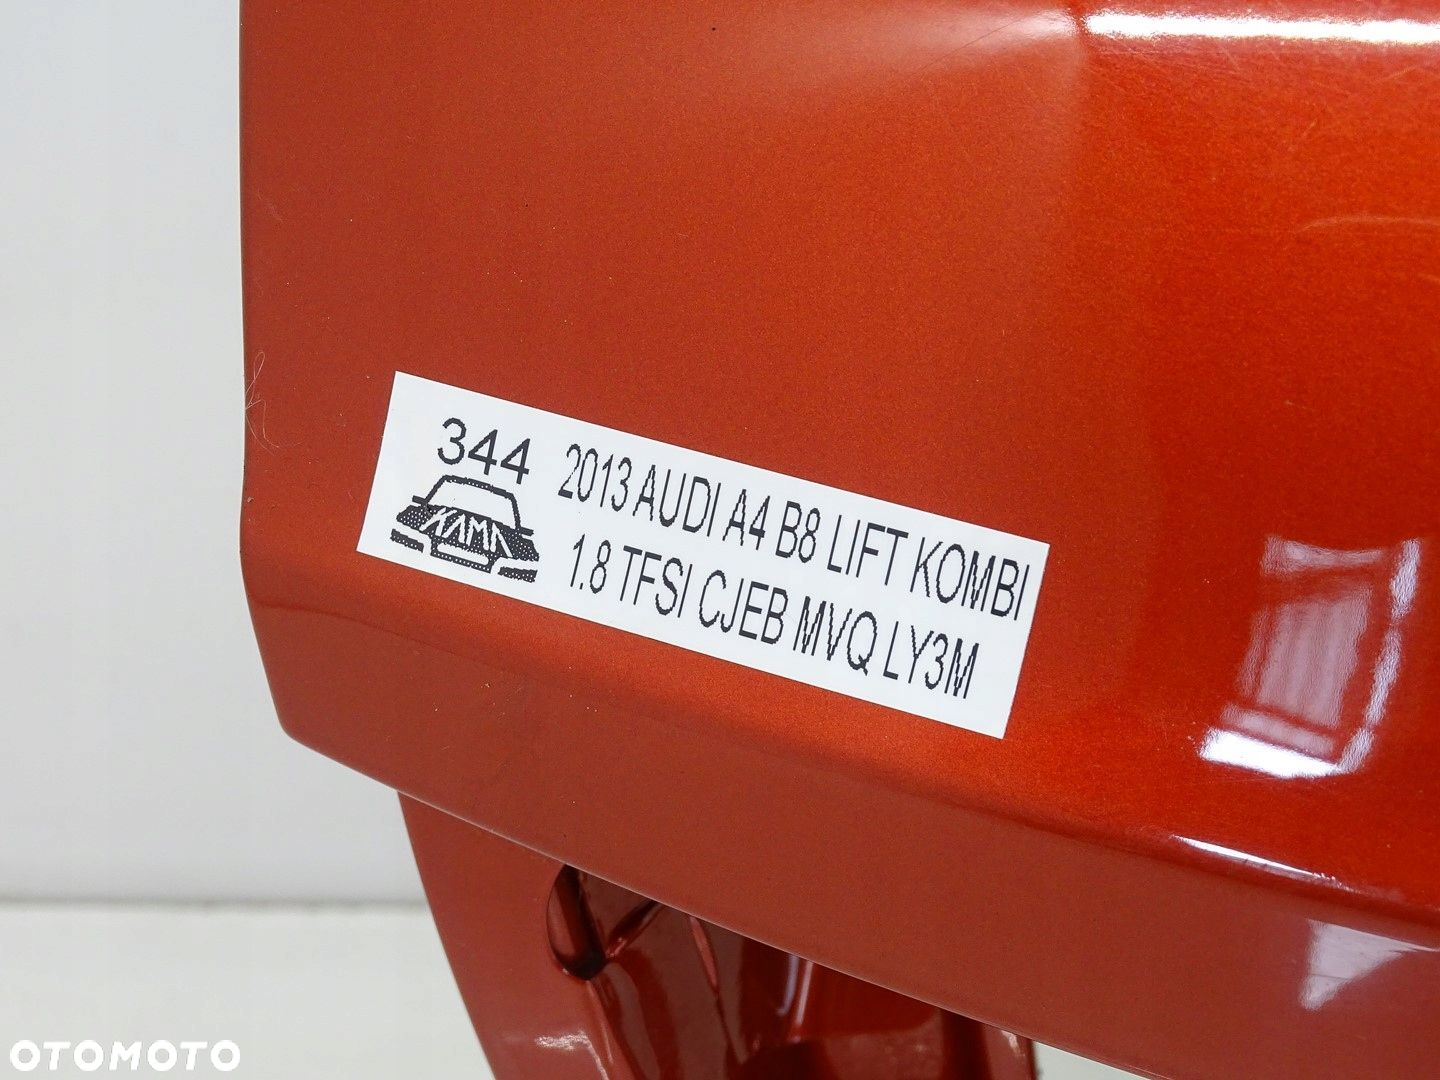 344
2013 AUDI A4 B8 LIFT KOMBI
1.8 TFSI CJEB MVQ LY3M
KAMA
OTOMOTO